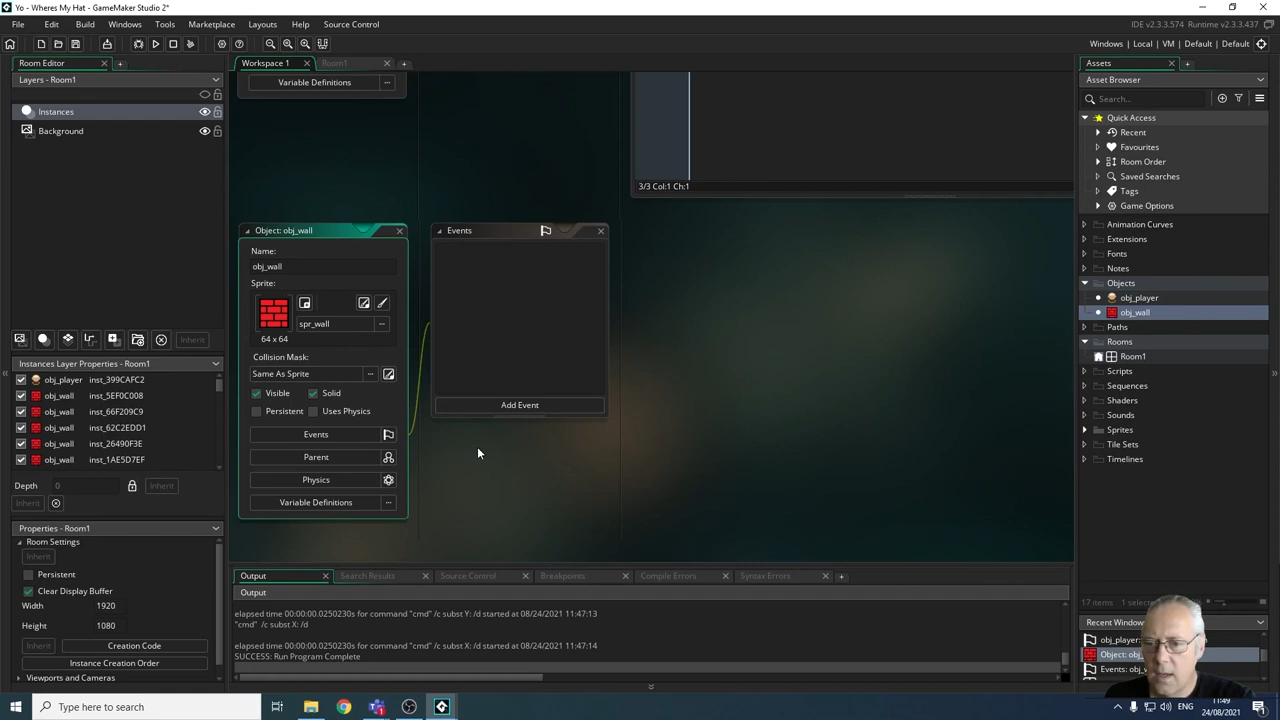 Yo - Wheres My Hat - GameMaker Studio 2*
File Edit Build Windows Tools Marketplace Layouts Help Source Control
IDE v2.3.3.574 Runtime v2.3.3.437
Windows | Local | VM | Default | Default
Room Editor
Layers - Room1
Instances
Background
Inherit
Instances Layer Properties - Room1
obj_player inst_399CAFC2
obj_wall inst_5EF0C008
obj_wall inst_66F209C9
obj_wall inst_62C2EDD1
obj_wall inst_26490F3E
obj_wall inst_1AE5D7EF
Depth 0 Inherit
Inherit
Properties - Room1
Room Settings
Inherit
Persistent
Clear Display Buffer
Width 1920
Height 1080
Inherit Creation Code
Instance Creation Order
Viewports and Cameras
Workspace 1 Room1
Variable Definitions ...
3/3 Col:1 Ch:1
Object: obj_wall
Name:
obj_wall
Sprite:
spr_wall ...
64 x 64
Collision Mask:
Same As Sprite ...
Visible Solid
Persistent Uses Physics
Events
Parent
Physics
Variable Definitions ...
Events
Add Event
Output Search Results Source Control Breakpoints Compile Errors Syntax Errors
Output
elapsed time 00:00:00.0250230s for command "cmd" /c subst Y: /d started at 08/24/2021 11:47:13
"cmd" /c subst X: /d
elapsed time 00:00:00.0250230s for command "cmd" /c subst X: /d started at 08/24/2021 11:47:14
SUCCESS: Run Program Complete
Assets
Asset Browser
Search...
Quick Access
Recent
Favourites
Room Order
Saved Searches
Tags
Game Options
Animation Curves
Extensions
Fonts
Notes
Objects
obj_player
obj_wall
Paths
Rooms
Room1
Scripts
Sequences
Shaders
Sounds
Sprites
Tile Sets
Timelines
17 items 1 selected
Recent Windows
obj_player:
Object: obj_
Events: obj_w
Type here to search
ENG
11:49
24/08/2021